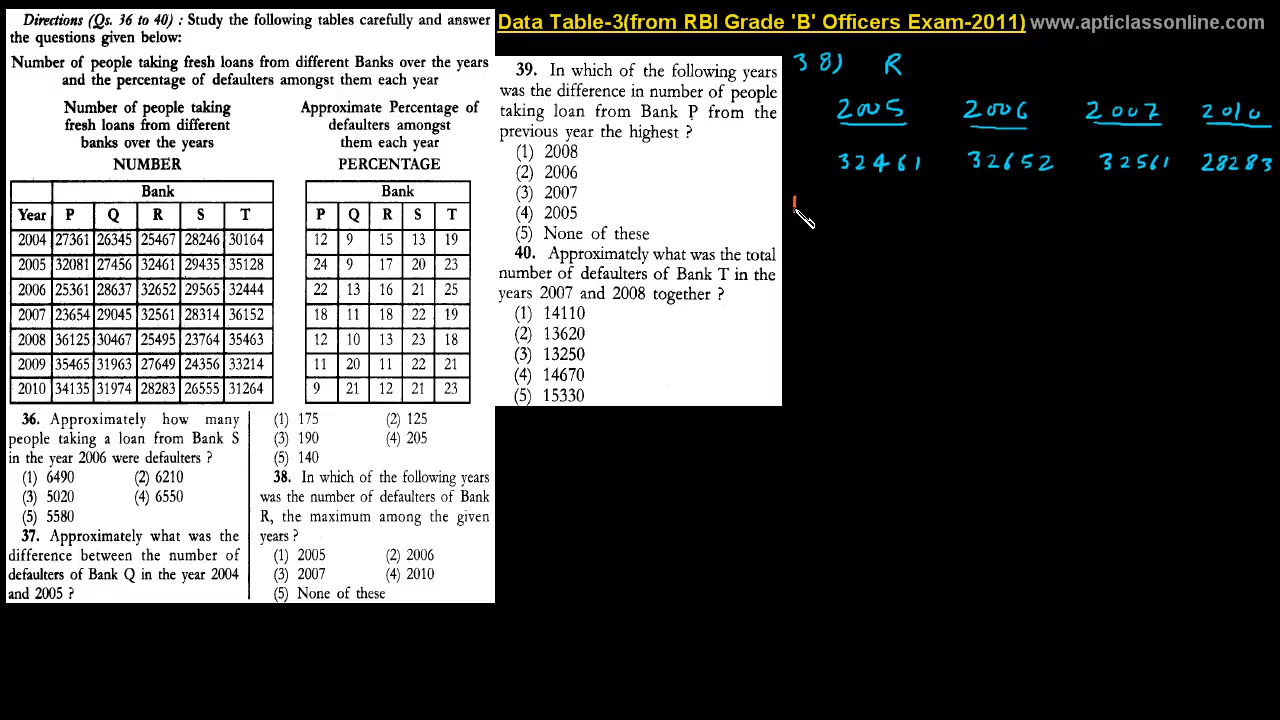 Directions (Qs. 36 to 40) : Study the following tables carefully and answer
the questions given below:
Number of people taking fresh loans from different Banks over the years
and the percentage of defaulters amongst them each year
Number of people taking
fresh loans from different
banks over the years
NUMBER
Bank
Year P Q R S T
2004 27361 26345 25467 28246 30164
2005 32081 27456 32461 29435 35128
2006 25361 28637 32652 29565 32444
2007 23654 29045 32561 28314 36152
2008 36125 30467 25495 23764 35463
2009 35465 31963 27649 24356 33214
2010 34135 31974 28283 26555 31264
Approximate Percentage of
defaulters amongst
them each year
PERCENTAGE
Bank
P Q R S T
12 9 15 13 19
24 9 17 20 23
22 13 16 21 25
18 11 18 22 19
12 10 13 23 18
11 20 11 22 21
9 21 12 21 23
36. Approximately how many
people taking a loan from Bank S
in the year 2006 were defaulters ?
(1) 6490 (2) 6210
(3) 5020 (4) 6550
(5) 5580
37. Approximately what was the
difference between the number of
defaulters of Bank Q in the year 2004
and 2005 ?
(1) 175 (2) 125
(3) 190 (4) 205
(5) 140
38. In which of the following years
was the number of defaulters of Bank
R, the maximum among the given
years ?
(1) 2005 (2) 2006
(3) 2007 (4) 2010
(5) None of these
Data Table-3(from RBI Grade 'B' Officers Exam-2011) www.apticlassonline.com
39. In which of the following years
was the difference in number of people
taking loan from Bank P from the
previous year the highest ?
(1) 2008
(2) 2006
(3) 2007
(4) 2005
(5) None of these
40. Approximately what was the total
number of defaulters of Bank T in the
years 2007 and 2008 together ?
(1) 14110
(2) 13620
(3) 13250
(4) 14670
(5) 15330
38) R
2005 2006 2007 2010
32461 32652 32561 28283